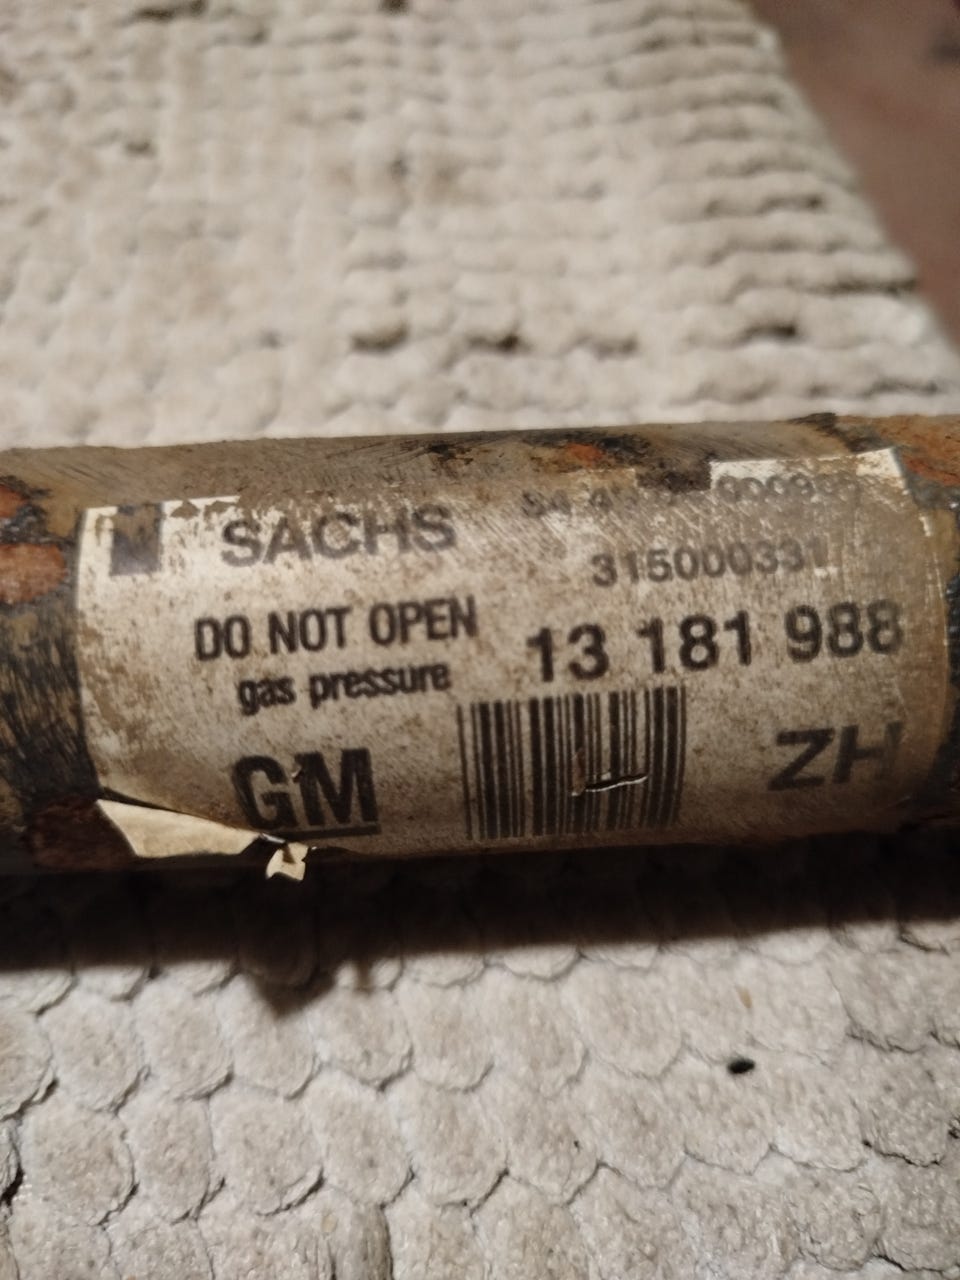 SACHS
315000331
DO NOT OPEN
gas pressure
13 181 988
GM
ZH